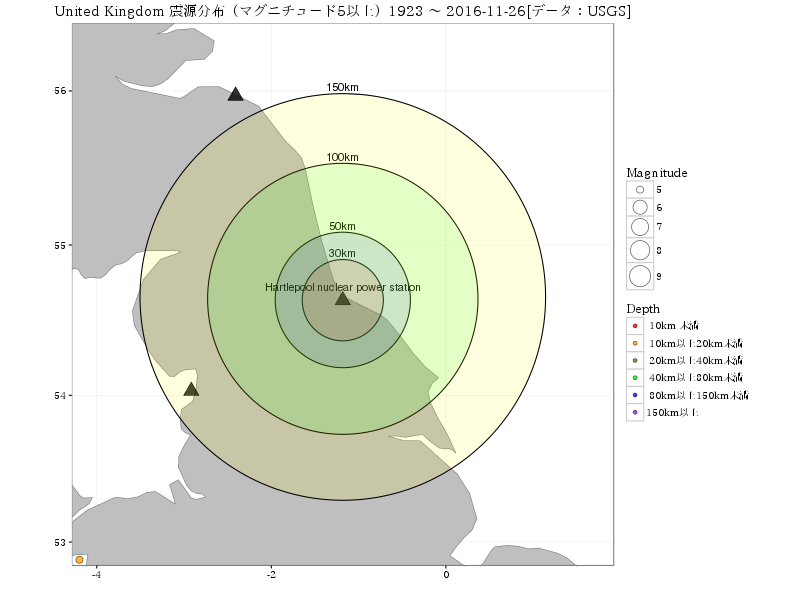 United Kingdom 震源分布（マグニチュード5以上）1923 ～ 2016-11-26[データ：USGS]
150km
100km
50km
30km
Hartlepool nuclear power station
56
55
54
53
-4
-2
0
Magnitude
5
6
7
8
9
Depth
10km 未満
10km以上20km未満
20km以上40km未満
40km以上80km未満
80km以上150km未満
150km以上